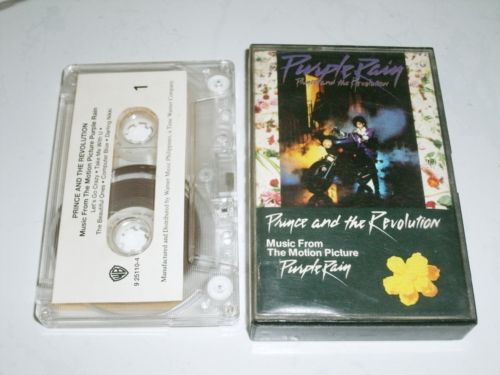 1
PRINCE AND THE REVOLUTION
Music From The Motion Picture Purple Rain
Let's Go Crazy • Take Me With U •
The Beautiful Ones • Computer Blue • Darling Nikki
Manufactured and Distributed by Warner Music Philippines, a Time Warner Company
WB
9 25110-4
Purple Rain
Prince and the Revolution
Prince and the Revolution
Music From
The Motion Picture
Purple Rain